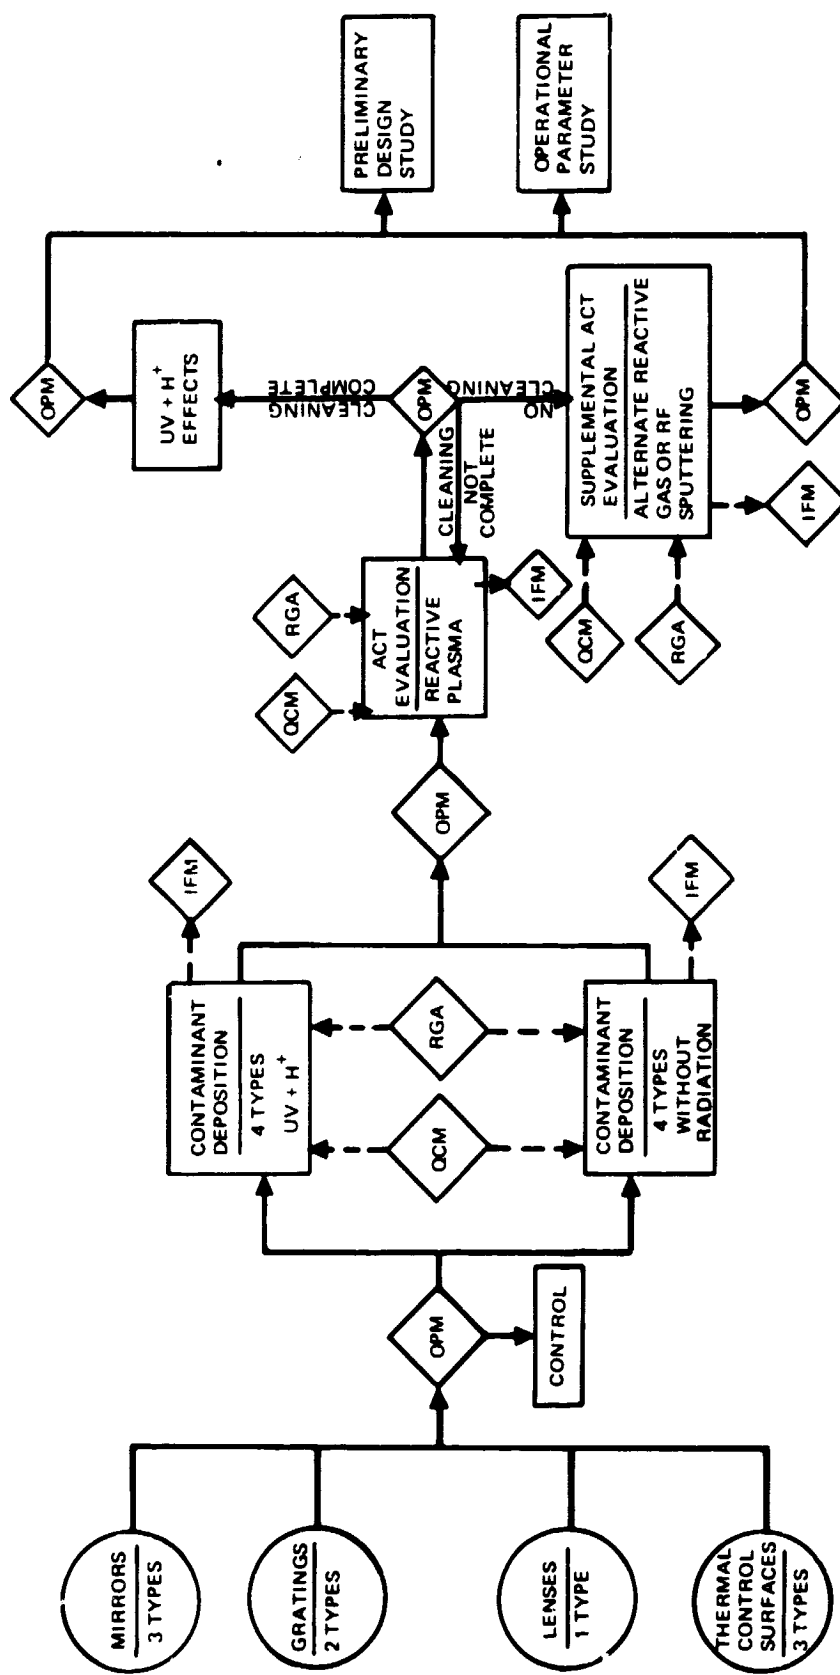 MIRRORS
3 TYPES
GRATINGS
2 TYPES
LENSES
1 TYPE
THERMAL
CONTROL
SURFACES
3 TYPES
OPM
CONTROL
CONTAMINANT
DEPOSITION
4 TYPES
UV + H+
IFM
QCM
RGA
CONTAMINANT
DEPOSITION
4 TYPES
WITHOUT
RADIATION
IFM
OPM
QCM
RGA
ACT
EVALUATION
REACTIVE
PLASMA
IFM
CLEANING
NOT
COMPLETE
OPM
CLEANING
COMPLETE
NO
CLEANING
UV + H+
EFFECTS
OPM
QCM
RGA
SUPPLEMENTAL ACT
EVALUATION
ALTERNATE REACTIVE
GAS OR RF
SPUTTERING
IFM
OPM
PRELIMINARY
DESIGN
STUDY
OPERATIONAL
PARAMETER
STUDY